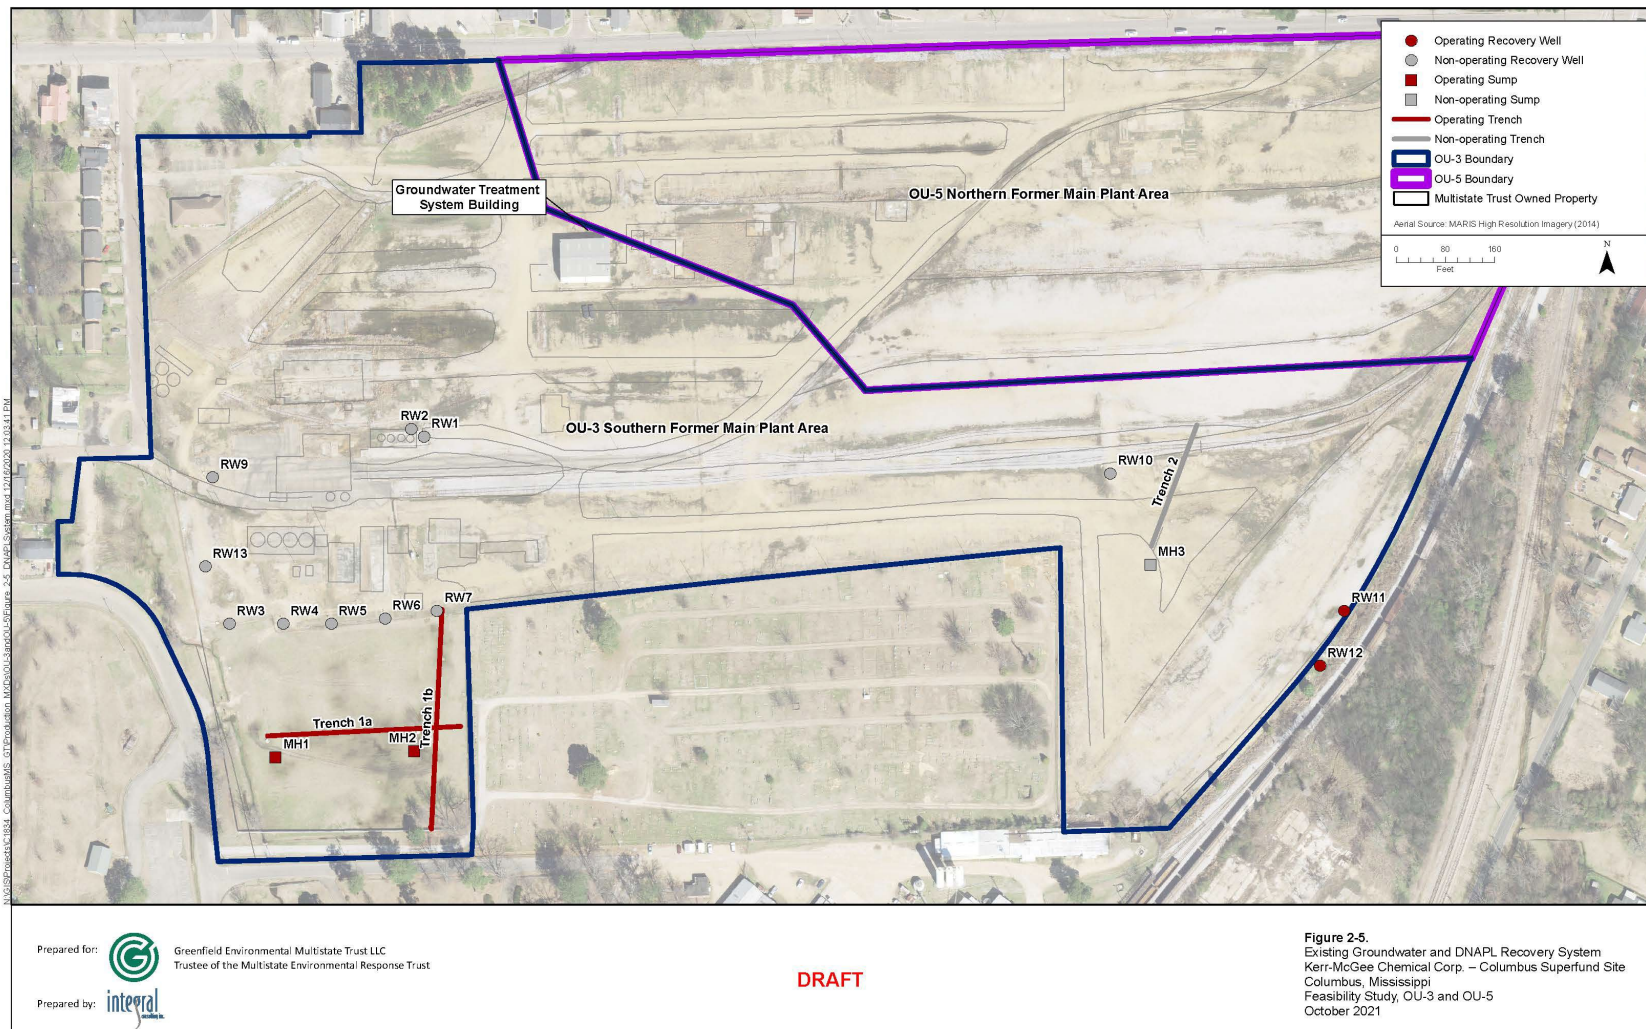 Operating Recovery Well
Non-operating Recovery Well
Operating Sump
Non-operating Sump
Operating Trench
Non-operating Trench
OU-3 Boundary
OU-5 Boundary
Multistate Trust Owned Property
Aerial Source: MARIS High Resolution Imagery (2014)
0 80 160
Feet
N
Groundwater Treatment
System Building
OU-5 Northern Former Main Plant Area
OU-3 Southern Former Main Plant Area
RW2
RW1
RW9
RW10
Trench 2
MH3
RW13
RW3
RW4
RW5
RW6
RW7
RW11
RW12
Trench 1a
Trench 1b
MH1
MH2
Prepared for:
Greenfield Environmental Multistate Trust LLC
Trustee of the Multistate Environmental Response Trust
Prepared by:
integral
consulting inc.
DRAFT
Figure 2-5.
Existing Groundwater and DNAPL Recovery System
Kerr-McGee Chemical Corp. – Columbus Superfund Site
Columbus, Mississippi
Feasibility Study, OU-3 and OU-5
October 2021